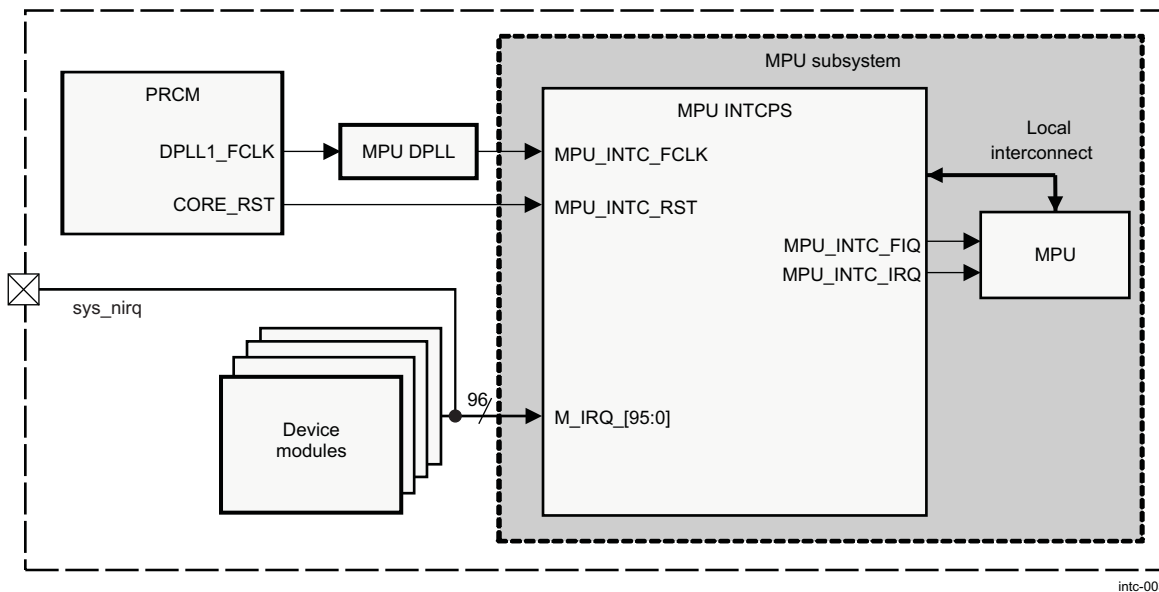 MPU subsystem
PRCM
MPU INTCPS
Local
interconnect
DPLL1_FCLK
MPU DPLL
MPU_INTC_FCLK
CORE_RST
MPU_INTC_RST
MPU_INTC_FIQ
MPU
MPU_INTC_IRQ
sys_nirq
96
M_IRQ_[95:0]
Device
modules
intc-00